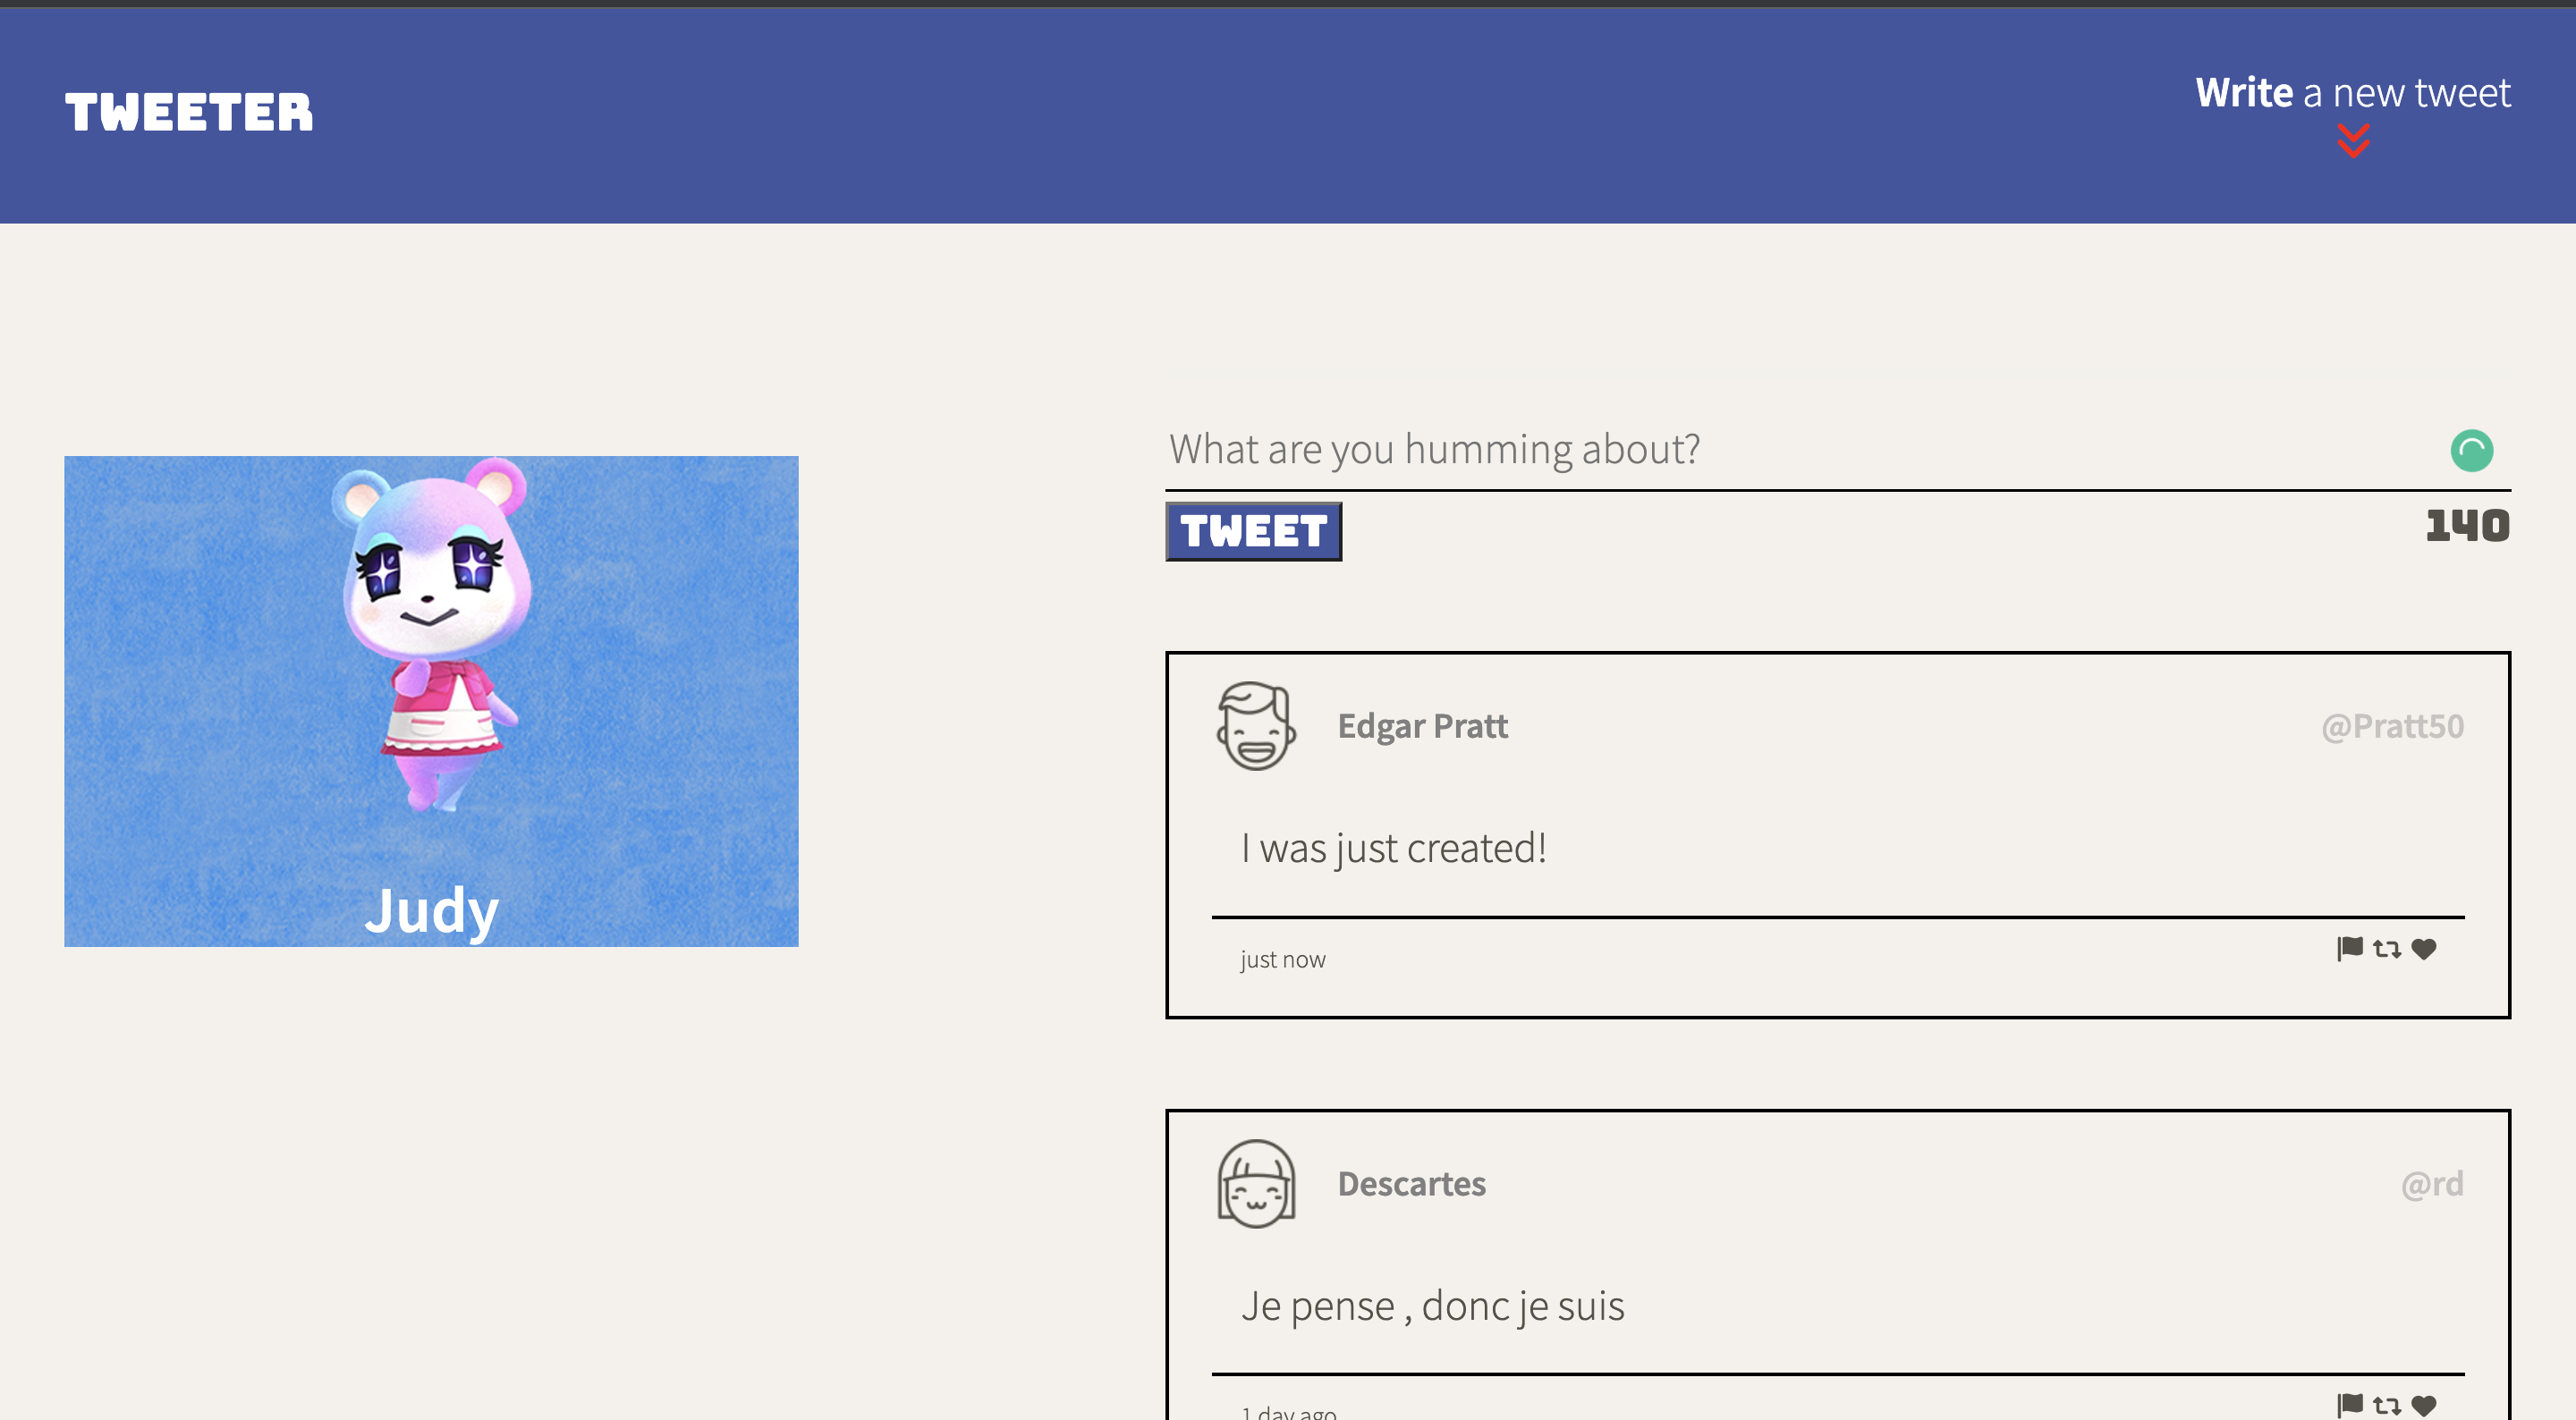 TWEETER
Write a new tweet
What are you humming about?
TWEET
140
Judy
Edgar Pratt
@Pratt50
I was just created!
just now
Descartes
@rd
Je pense , donc je suis
1 day ago